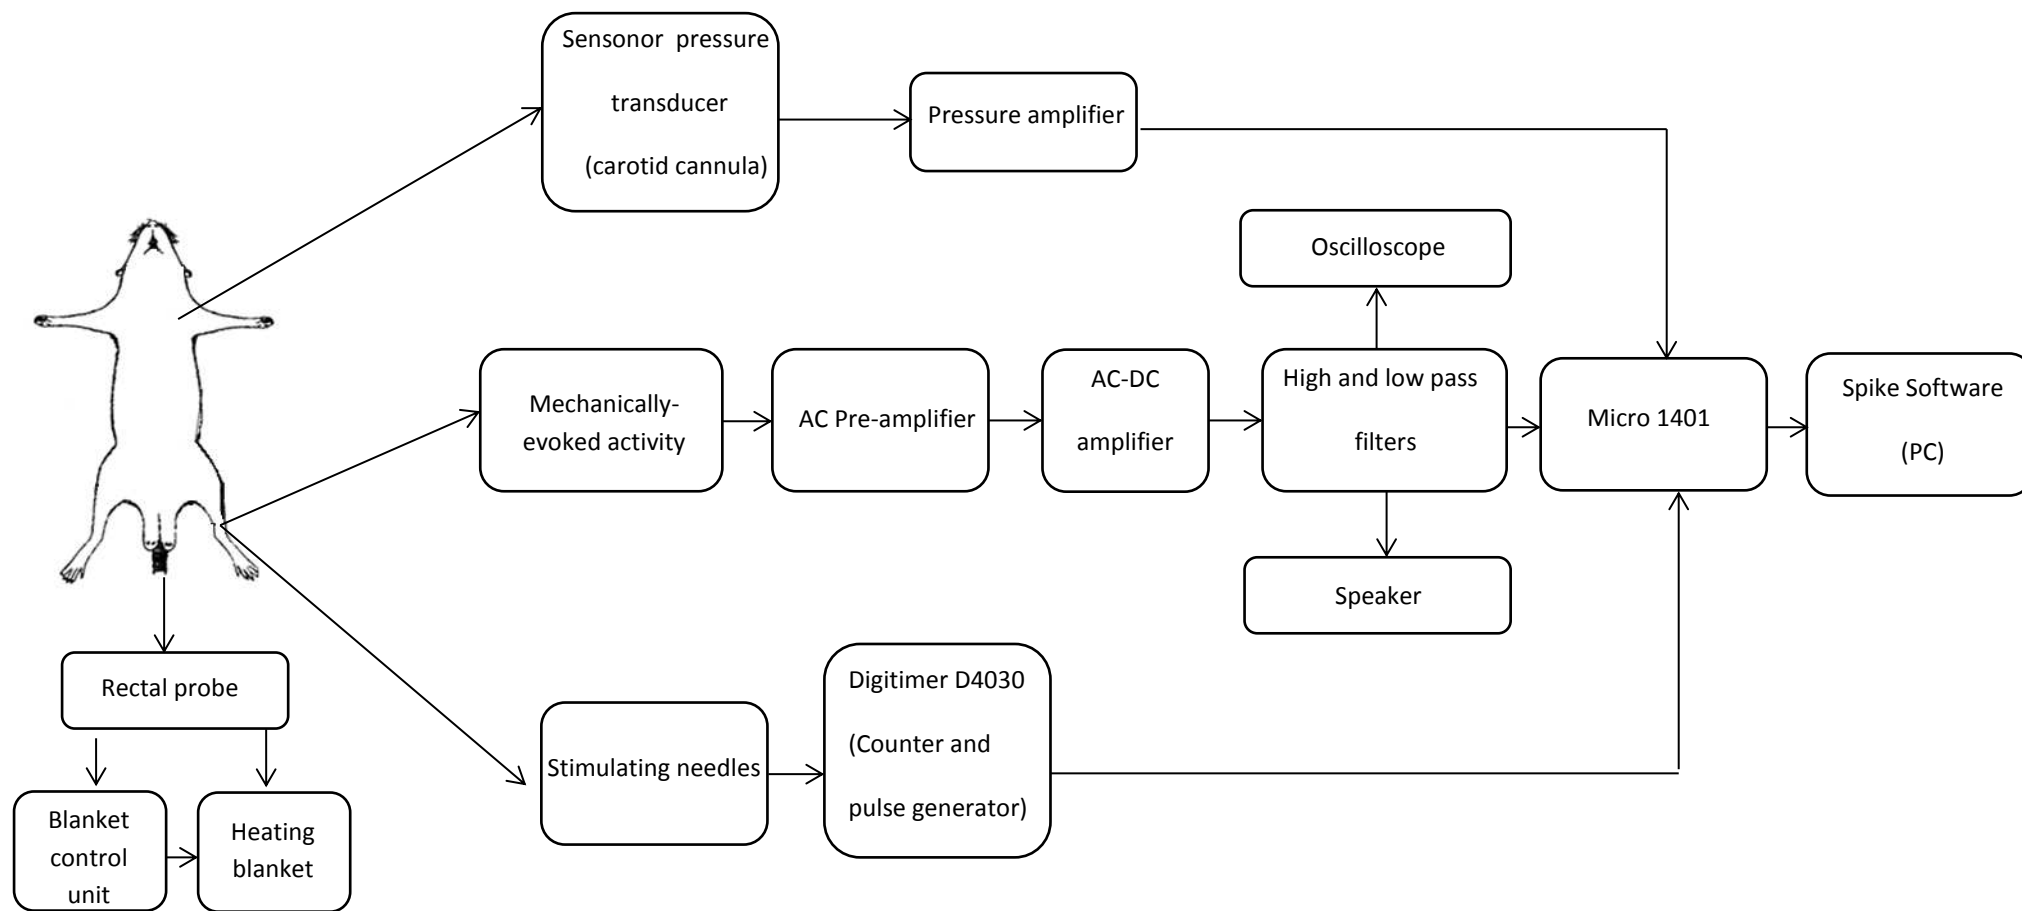 Sensonor pressure
transducer
(carotid cannula)
Pressure amplifier
Oscilloscope
Mechanically-
evoked activity
AC Pre-amplifier
AC-DC
amplifier
High and low pass
filters
Micro 1401
Spike Software
(PC)
Speaker
Rectal probe
Blanket
control
unit
Heating
blanket
Stimulating needles
Digitimer D4030
(Counter and
pulse generator)